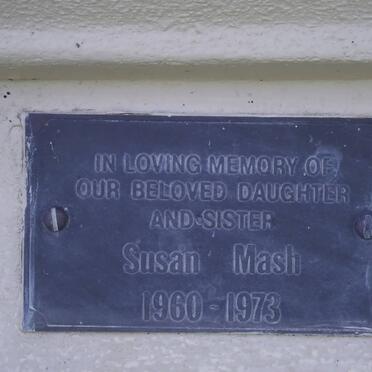 IN LOVING MEMORY OF
OUR BELOVED DAUGHTER
AND SISTER
Susan Mash
1960 - 1973